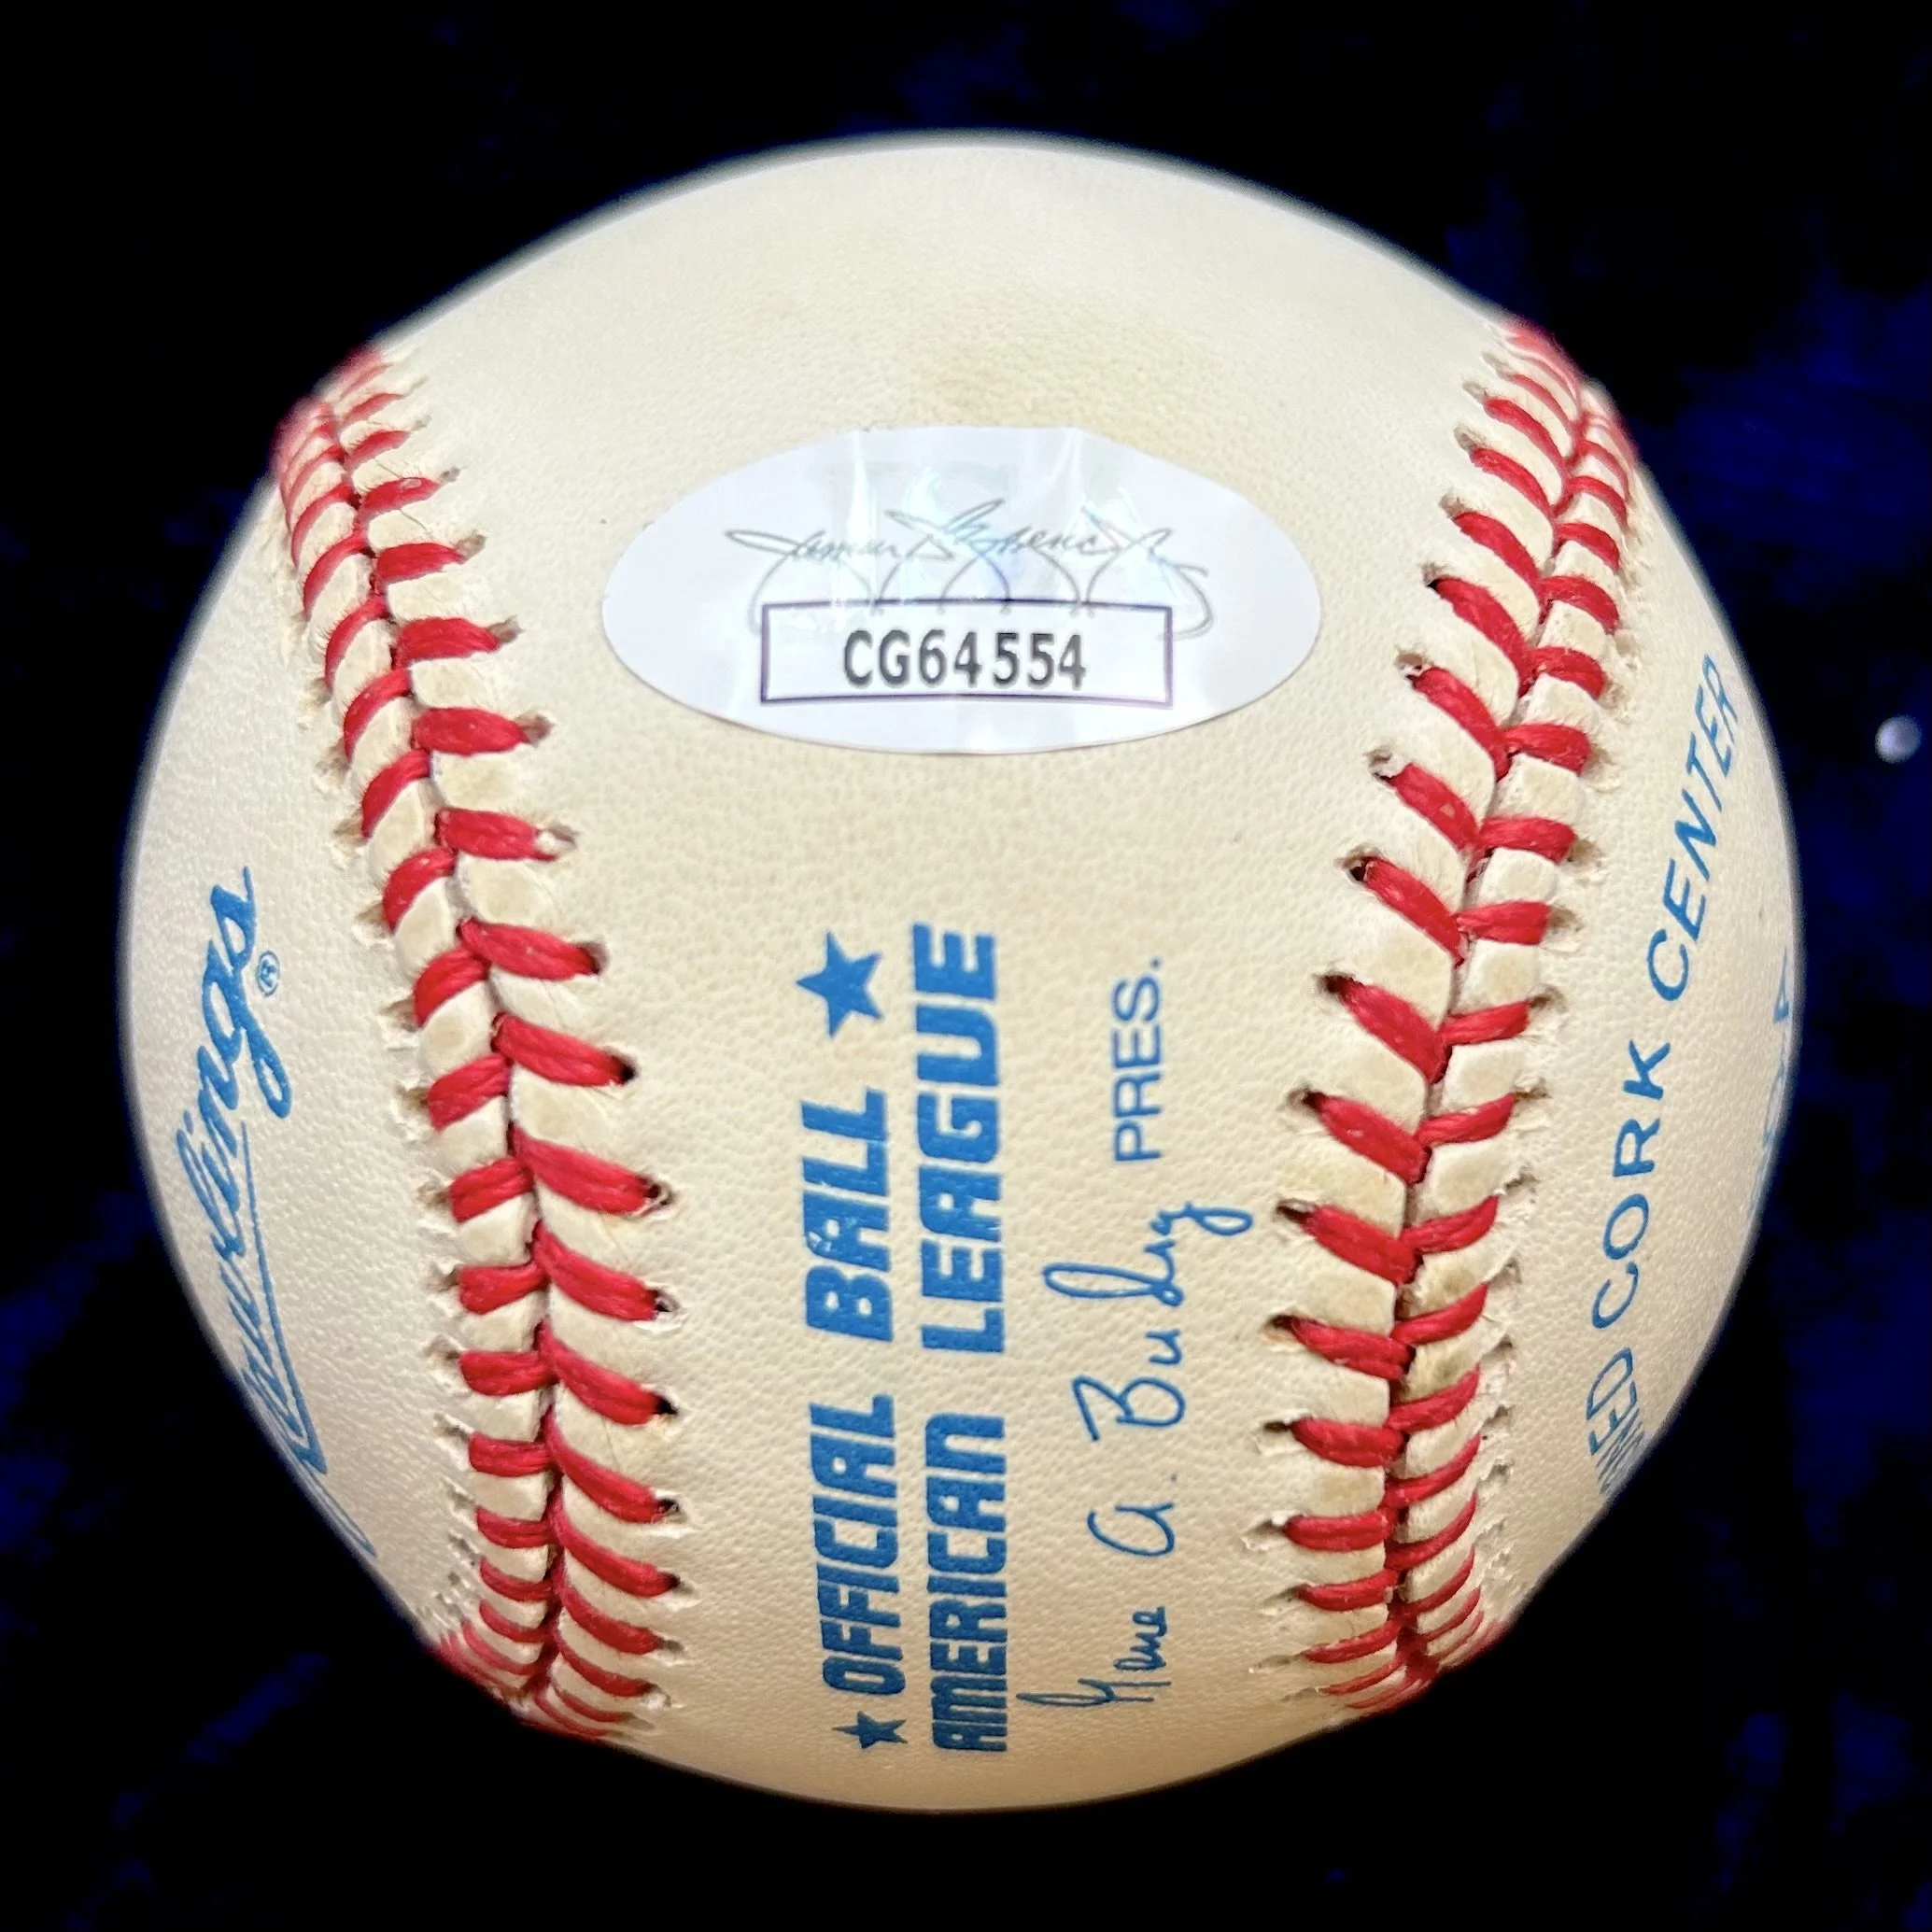 CG64554
Rawlings®
★ OFFICIAL BALL ★
AMERICAN LEAGUE
Gene A. Budig PRES.
CORK CENTER